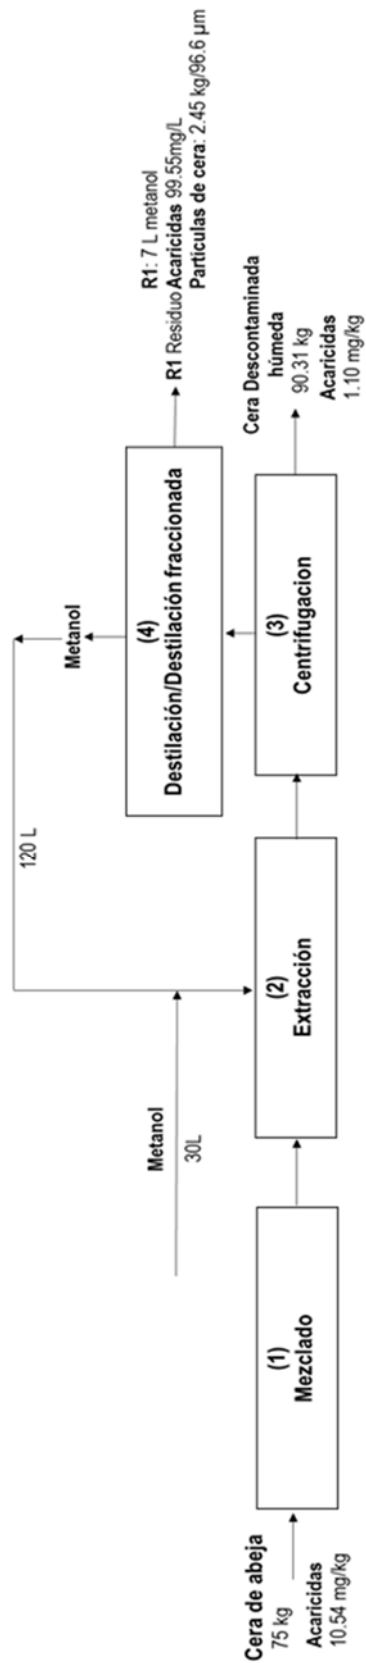 Cera de abeja
75 kg
Acaricidas
10.54 mg/kg
(1)
Mezclado
Metanol
30L
120 L
(2)
Extracción
Metanol
(4)
Destilación/Destilación fraccionada
(3)
Centrifugacion
R1: 7 L metanol
R1 Residuo Acaricidas 99.55mg/L
Partículas de cera: 2.45 kg/96.6 µm
Cera Descontaminada
húmeda
90.31 kg
Acaricidas
1.10 mg/kg